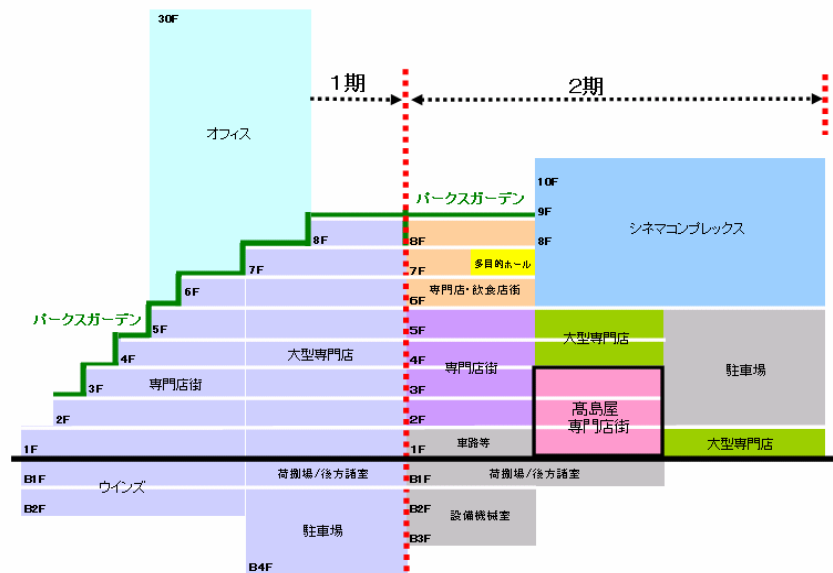 30F
1期
2期
オフィス
パークスガーデン
10F
9F
8F
シネマコンプレックス
8F
8F
7F
7F
多目的ホール
6F
6F
専門店・飲食店街
パークスガーデン
5F
5F
大型専門店
4F
大型専門店
4F
専門店街
駐車場
3F
専門店街
3F
2F
2F
髙島屋
専門店街
1F
1F
車路等
大型専門店
B1F
ウインズ
荷捌場/後方諸室
B1F
荷捌場/後方諸室
B2F
B2F
設備機械室
駐車場
B3F
B4F